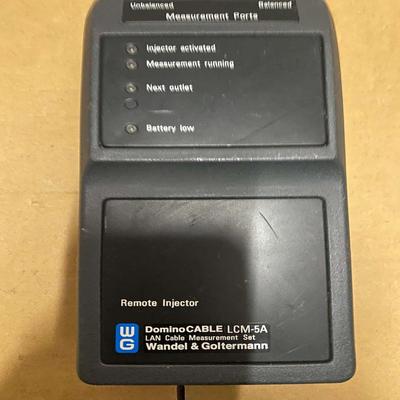 Unbalanced Balanced
Measurement Ports
Injector activated
Measurement running
Next outlet
Battery low
Remote Injector
WG
DominoCABLE LCM-5A
LAN Cable Measurement Set
Wandel & Goltermann